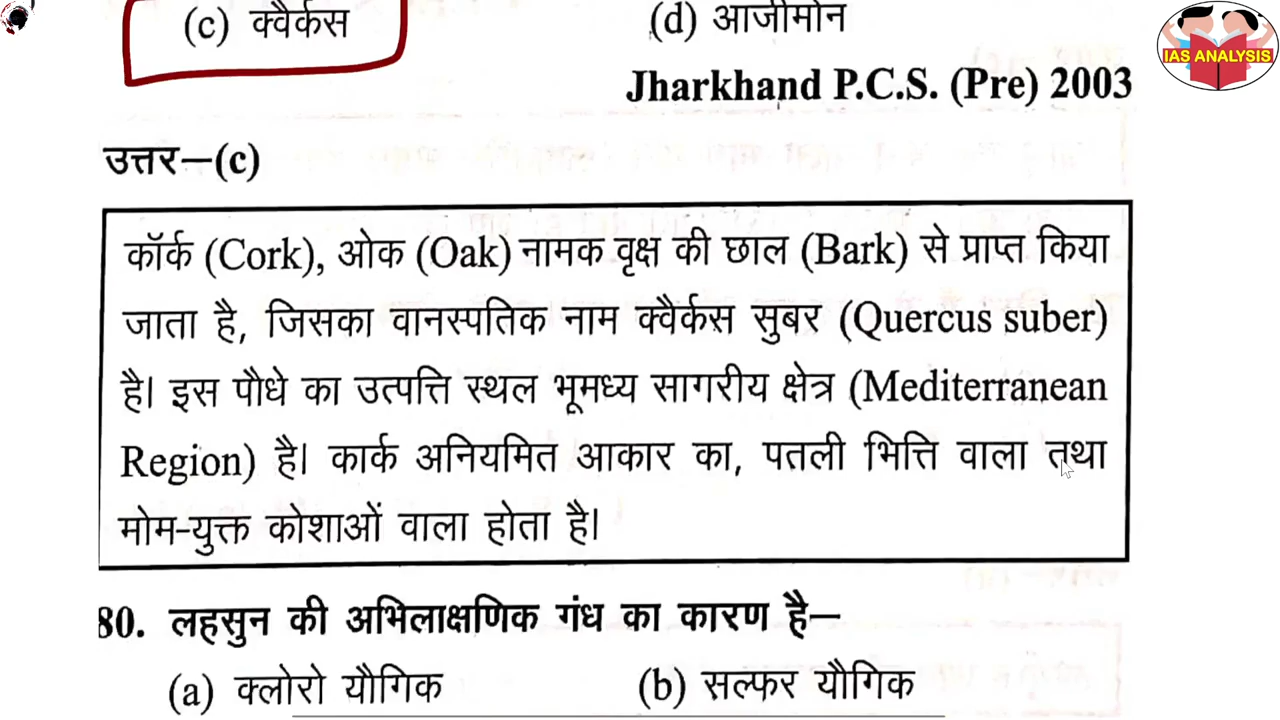 (c) क्वैर्कस (d) आजीमोन
IAS ANALYSIS
Jharkhand P.C.S. (Pre) 2003
उत्तर–(c)
कॉर्क (Cork), ओक (Oak) नामक वृक्ष की छाल (Bark) से प्राप्त किया
जाता है, जिसका वानस्पतिक नाम क्वैर्कस सुबर (Quercus suber)
है। इस पौधे का उत्पत्ति स्थल भूमध्य सागरीय क्षेत्र (Mediterranean
Region) है। कार्क अनियमित आकार का, पतली भित्ति वाला तथा
मोम-युक्त कोशाओं वाला होता है।
80. लहसुन की अभिलाक्षणिक गंध का कारण है–
(a) क्लोरो यौगिक (b) सल्फर यौगिक